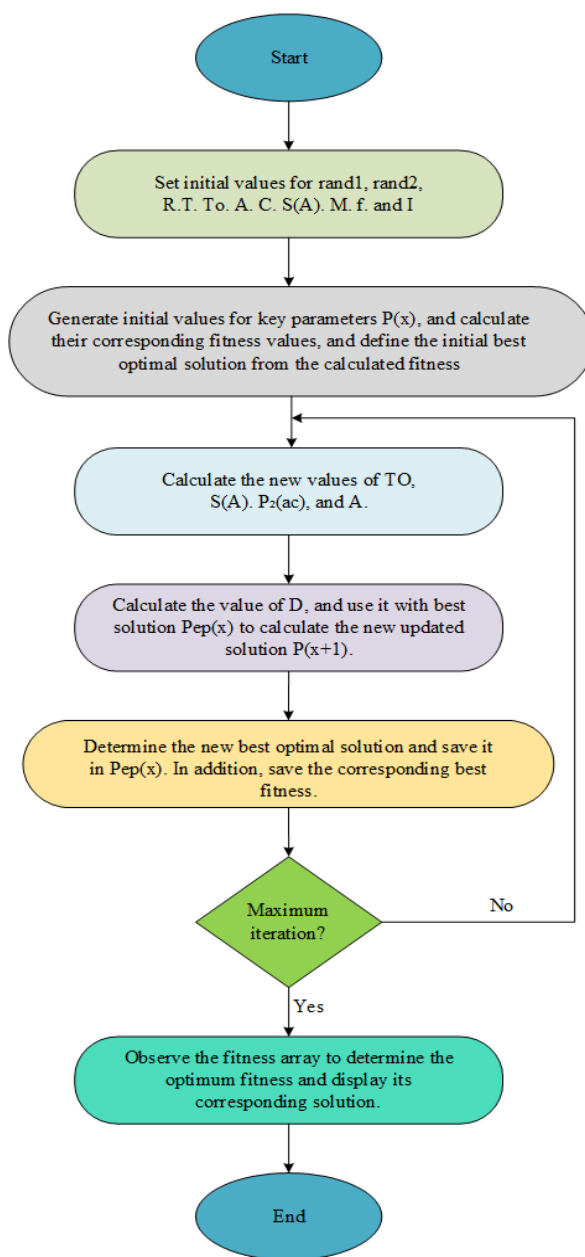 Start
Set initial values for rand1, rand2,
R.T. To. A. C. S(A). M. f. and I
Generate initial values for key parameters P(x), and calculate
their corresponding fitness values, and define the initial best
optimal solution from the calculated fitness
Calculate the new values of TO,
S(A). P₂(ac), and A.
Calculate the value of D, and use it with best
solution Pep(x) to calculate the new updated
solution P(x+1).
Determine the new best optimal solution and save it
in Pep(x). In addition, save the corresponding best
fitness.
Maximum
iteration?
No
Yes
Observe the fitness array to determine the
optimum fitness and display its
corresponding solution.
End